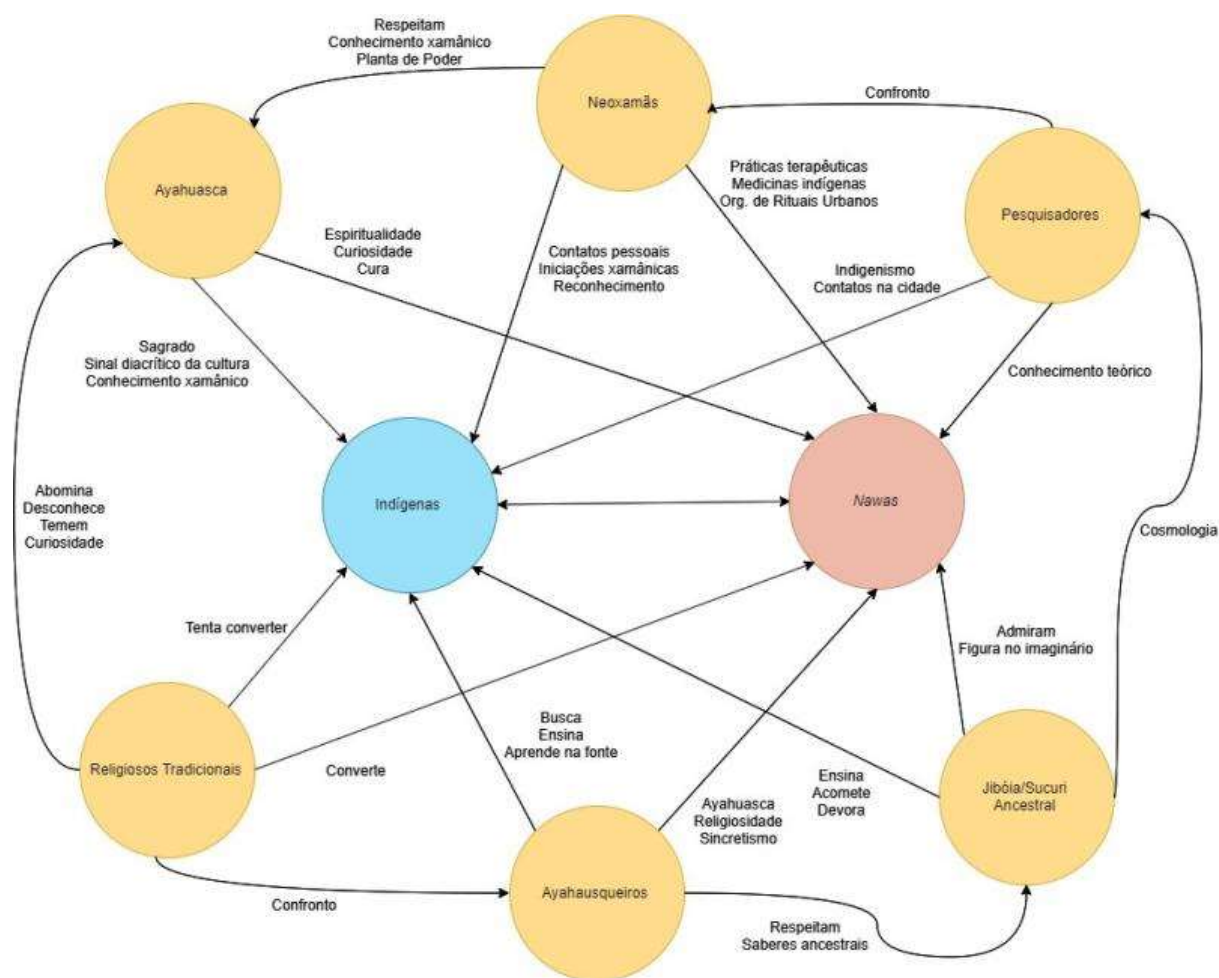 Respeitam
Conhecimento xamânico
Planta de Poder
Neoxamãs
Confronto
Ayahuasca
Práticas terapêuticas
Medicinas indígenas
Org. de Rituais Urbanos
Pesquisadores
Espiritualidade
Curiosidade
Cura
Contatos pessoais
Iniciações xamânicas
Reconhecimento
Indigenismo
Contatos na cidade
Sagrado
Sinal diacrítico da cultura
Conhecimento xamânico
Conhecimento teórico
Abomina
Desconhece
Temem
Curiosidade
Indígenas
Nawas
Cosmologia
Tenta converter
Admiram
Figura no imaginário
Busca
Ensina
Aprende na fonte
Religiosos Tradicionais
Converte
Ayahuasca
Religiosidade
Sincretismo
Ensina
Acomete
Devora
Jibóia/Sucuri
Ancestral
Confronto
Ayahausqueiros
Respeitam
Saberes ancestrais